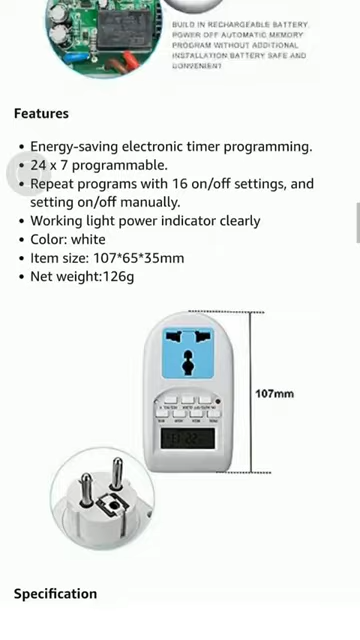 BUILD IN RECHARGEABLE BATTERY,
POWER OFF AUTOMATIC MEMORY
PROGRAM WITHOUT ADDITIONAL
INSTALLATION BATTERY SAFE AND
CONVENIENT
Features
• Energy-saving electronic timer programming.
• 24 x 7 programmable.
• Repeat programs with 16 on/off settings, and
setting on/off manually.
• Working light power indicator clearly
• Color: white
• Item size: 107*65*35mm
• Net weight:126g
107mm
Specification